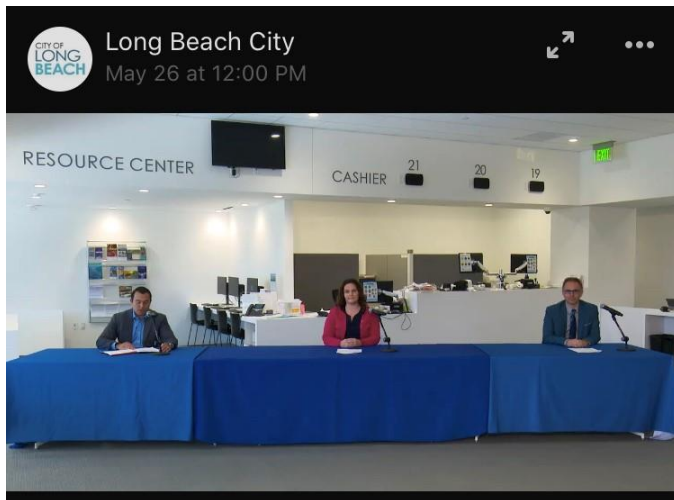 CITY OF
LONG
BEACH
Long Beach City
May 26 at 12:00 PM
RESOURCE CENTER
CASHIER
21
20
19
EXIT